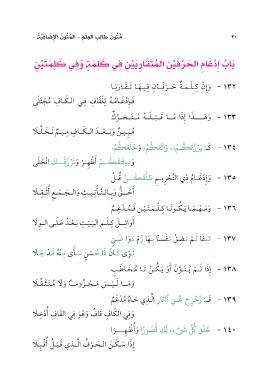 ٣٠ مُتُونُ طَالِبِ العِلْمِ - المُتُونُ الإِضَافِيَّةُ -
بَابُ إِدْغَامِ الحَرْفَيْنِ المُتَقَارِبَيْنِ فِي كَلِمَةٍ وَفِي كَلِمَتَيْنِ
١٣٢ - وَإِنْ كِلْمَةٌ حَرْفَانِ فِيهَا تَقَارَبَا
فَإِدْغَامُهُ لِلْقَافِ فِي الكَافِ مُجْتَلَى
١٣٣ - وَهَذَا إِذَا مَا قَبْلَهُ مُتَحَرِّكٌ
مُبِينٌ وَبَعْدَ الكَافِ مِيمٌ تَخَلَّلَا
١٣٤ - كَـ يَرْزُقُكُمُ، وَاثَقَكُمُ، وَخَلَقَكُمُ،
وَمِيثَاقَكُمْ أَظْهِرْ وَنَرْزُقُكَ انْجَلَى
١٣٥ - وَإِدْغَامُ ذِي التَّحْرِيمِ طَلَّقَكُنَّ قُلْ
أَحَقُّ وَبِالتَّأْنِيثِ وَالجَمْعِ أُثْقِلَا
١٣٦ - وَمَهْمَا يَكُونَا كِلْمَتَيْنِ فَمُدْغِمٌ
أَوَائِلَ كِلْمِ البَيْتِ بَعْدُ عَلَى الوِلَا
١٣٧ - شِفَا لَمْ تَضِقْ نَفْسًا بِهَا رُمْ دَوَا ضَنٍ
ثَوَى كَانَ ذَا حُسْنٍ سَأَى مِنْهُ قَدْ جَلَا
١٣٨ - إِذَا لَمْ يُنَوَّنْ أَوْ يَكُنْ تَا مُخَاطَبٍ
وَمَا لَيْسَ مَجْزُومًا وَلَا مُتَثَقِّلَا
١٣٩ - فَـ زُحْزِحَ عَنِ النَّارِ الَّذِي حَاهُ مُدْغَمٌ
وَفِي الكَافِ قَافٌ وَهْوَ فِي القَافِ أُدْخِلَا
١٤٠ - خَلَقَ كُلَّ شَيْءٍ، لَكَ قُصُورًا وَأُظْهِرَا
إِذَا سَكَنَ الحَرْفُ الَّذِي قَبْلُ أُقْبِلَا